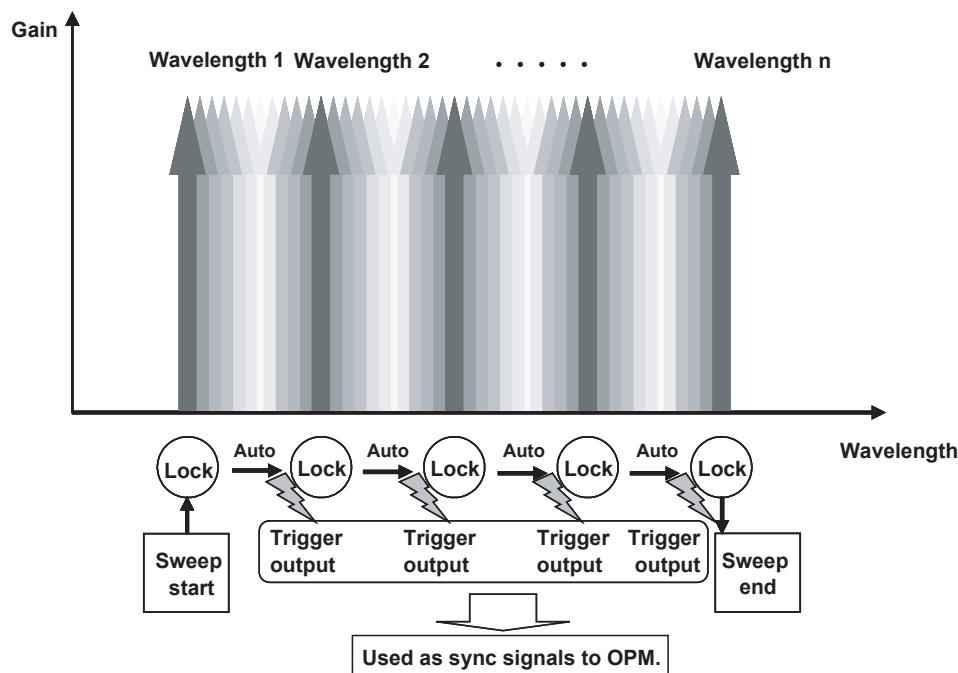 Gain
Wavelength 1 Wavelength 2 . . . . . Wavelength n
Wavelength
Auto Auto Auto Auto
Lock Lock Lock Lock Lock
Trigger Trigger Trigger Trigger
output output output output
Sweep
start
Sweep
end
Used as sync signals to OPM.